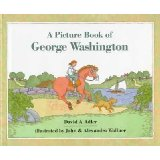 A Picture Book of
George Washington
David A. Adler
illustrated by John & Alexandra Wallner